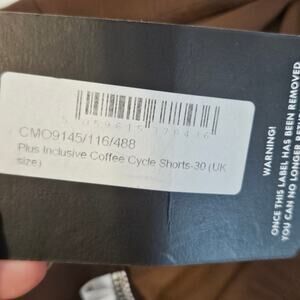 CMO9145/116/488
Plus Inclusive Coffee Cycle Shorts-30 (UK
size)
WARNING!
ONCE THIS LABEL HAS BEEN REMOVED
YOU CAN NO LONGER